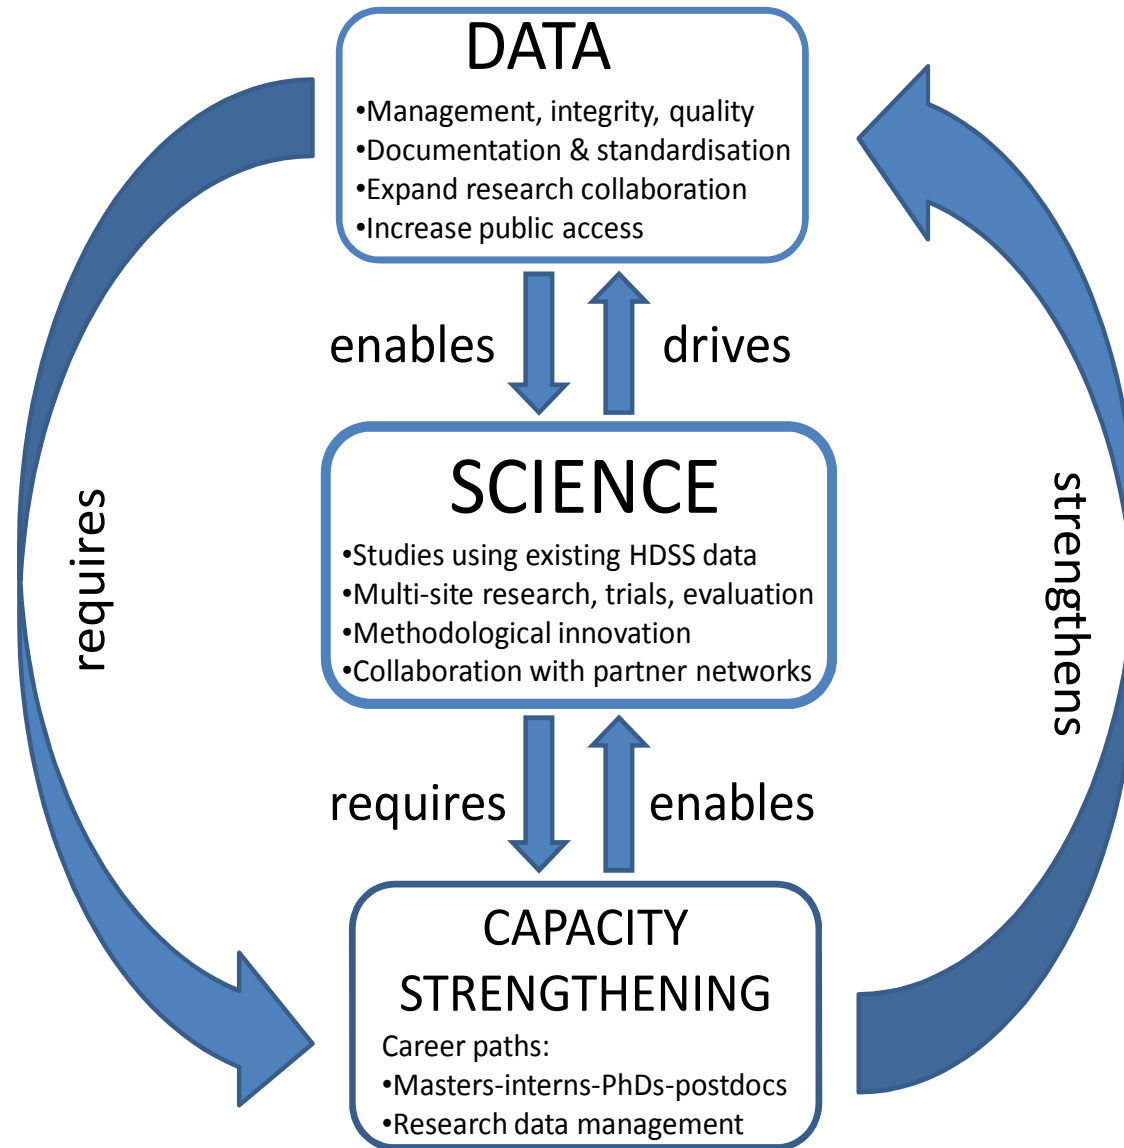 DATA
•Management, integrity, quality
•Documentation & standardisation
•Expand research collaboration
•Increase public access
enables
drives
SCIENCE
•Studies using existing HDSS data
•Multi-site research, trials, evaluation
•Methodological innovation
•Collaboration with partner networks
requires
strengthens
requires
enables
CAPACITY
STRENGTHENING
Career paths:
•Masters-interns-PhDs-postdocs
•Research data management